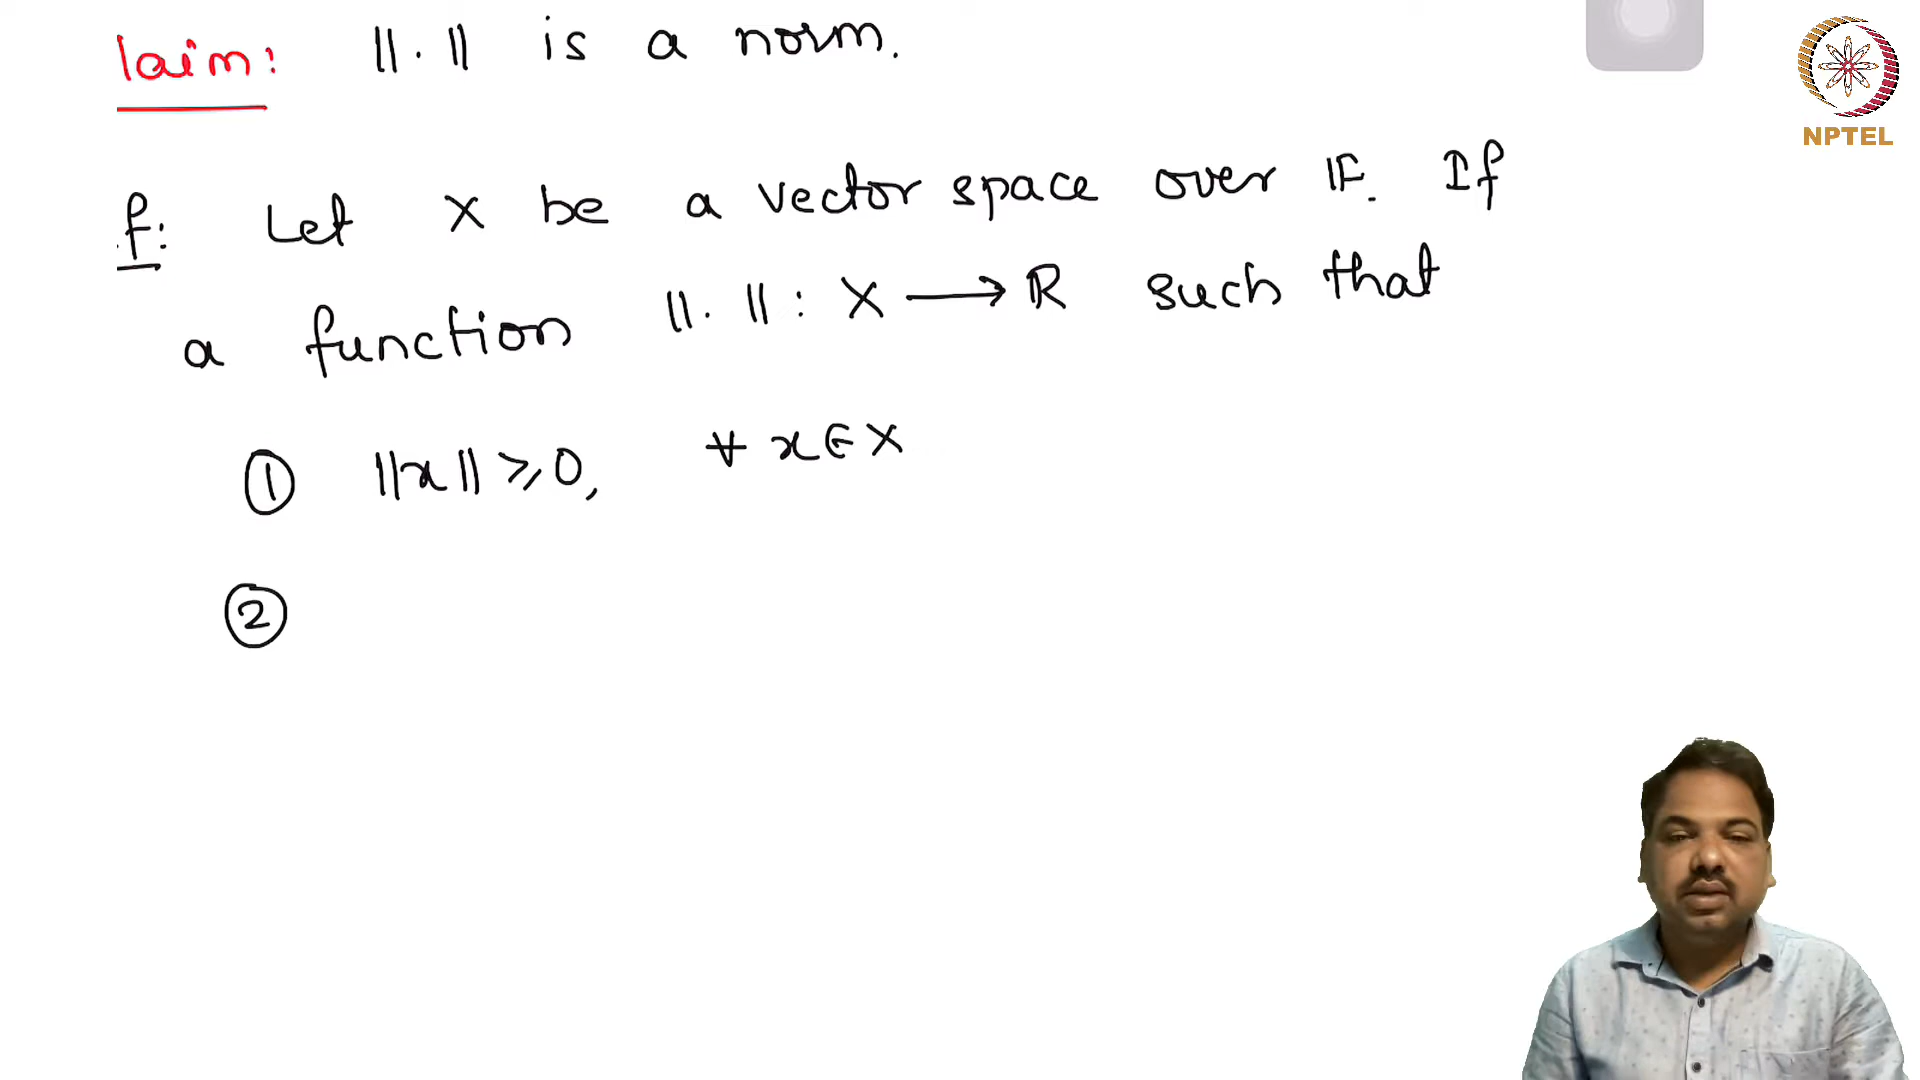 laim: ||·|| is a norm.
NPTEL
f: Let X be a vector space over 𝔽. If
a function ||·|| : X ⟶ ℝ such that
① ||x|| ⩾ 0, ∀ x ∈ X
②